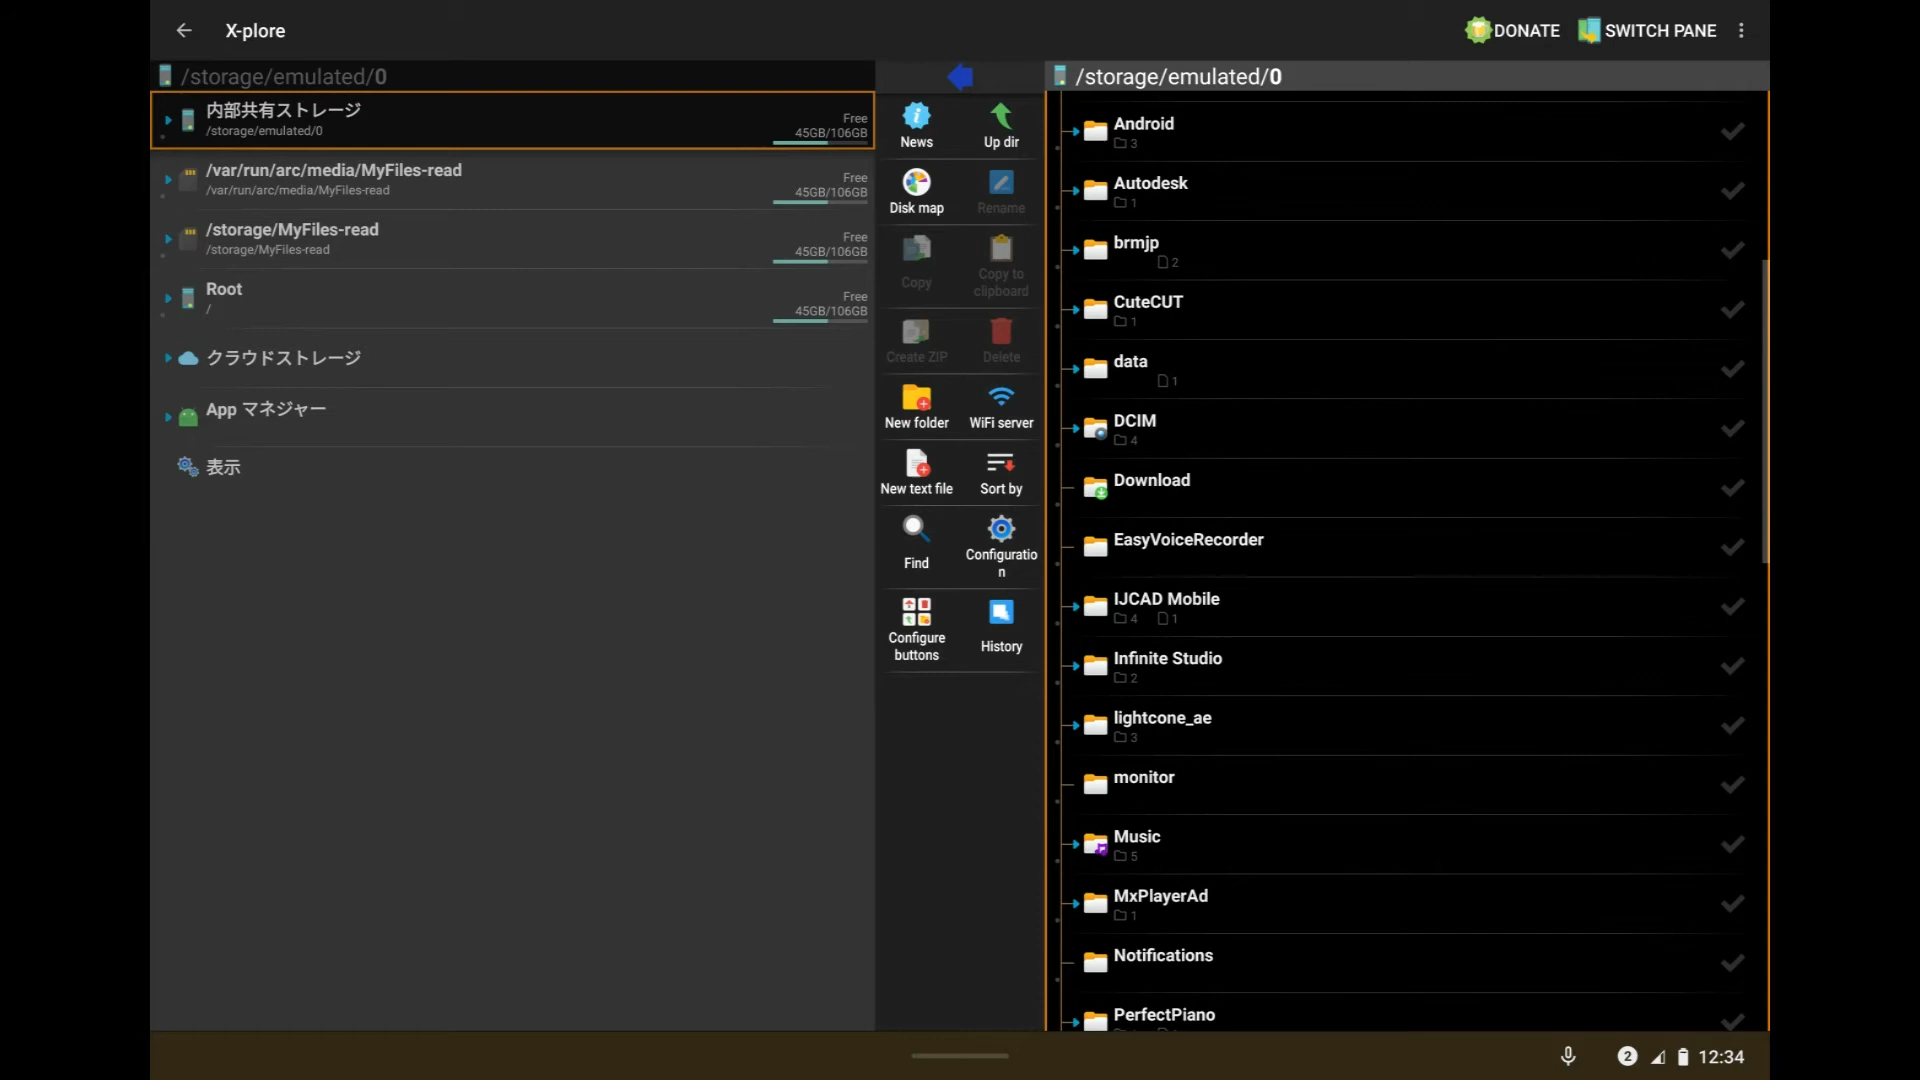 X-plore
DONATE
SWITCH PANE
/storage/emulated/0
内部共有ストレージ
/storage/emulated/0
Free
45GB/106GB
/var/run/arc/media/MyFiles-read
/var/run/arc/media/MyFiles-read
Free
45GB/106GB
/storage/MyFiles-read
/storage/MyFiles-read
Free
45GB/106GB
Root
/
Free
45GB/106GB
クラウドストレージ
App マネジャー
表示
News
Up dir
Disk map
Rename
Copy
Copy to
clipboard
Create ZIP
Delete
New folder
WiFi server
New text file
Sort by
Find
Configuratio
n
Configure
buttons
History
/storage/emulated/0
Android
3
Autodesk
1
brmjp
2
CuteCUT
1
data
1
DCIM
4
Download
EasyVoiceRecorder
IJCAD Mobile
4 1
Infinite Studio
2
lightcone_ae
3
monitor
Music
5
MxPlayerAd
1
Notifications
PerfectPiano
2 12:34